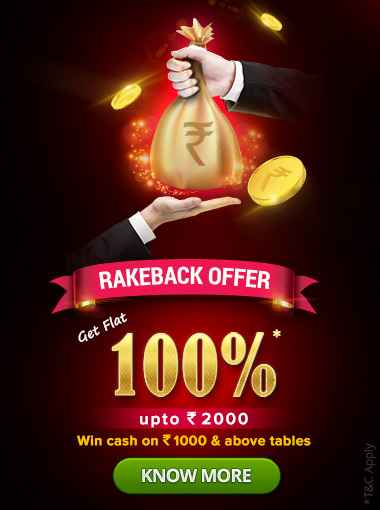 ₹
₹
RAKEBACK OFFER
Get Flat
100%*
upto ₹ 2000
Win cash on ₹ 1000 & above tables
KNOW MORE
*T&C Apply